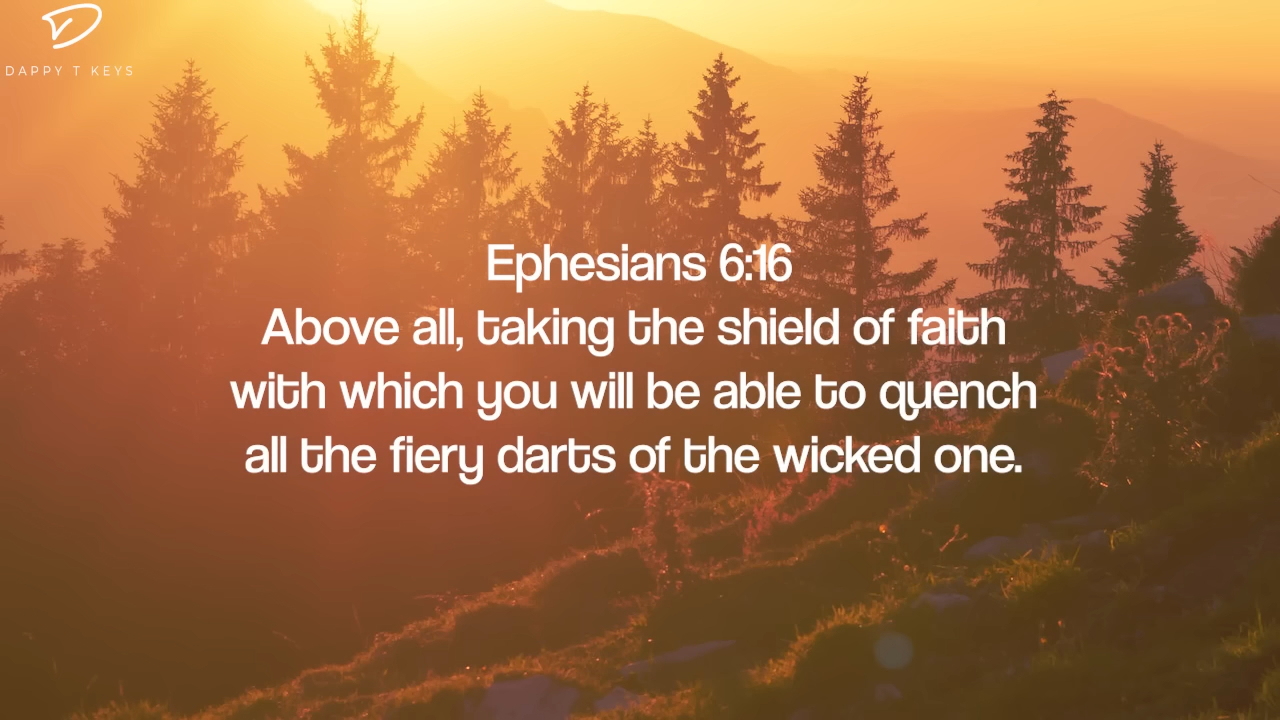 DAPPY T KEYS
Ephesians 6:16
Above all, taking the shield of faith
with which you will be able to quench
all the fiery darts of the wicked one.